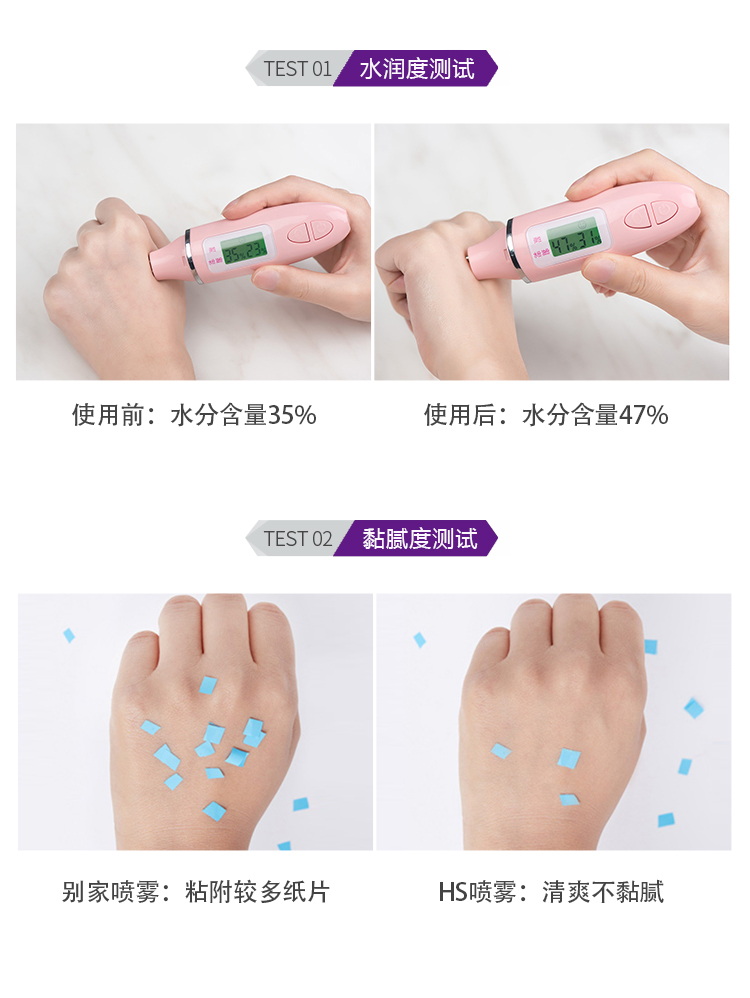 TEST 01 水润度测试
35% 23%
47% 31%
使用前：水分含量35%
使用后：水分含量47%
TEST 02 黏腻度测试
别家喷雾：粘附较多纸片
HS喷雾：清爽不黏腻